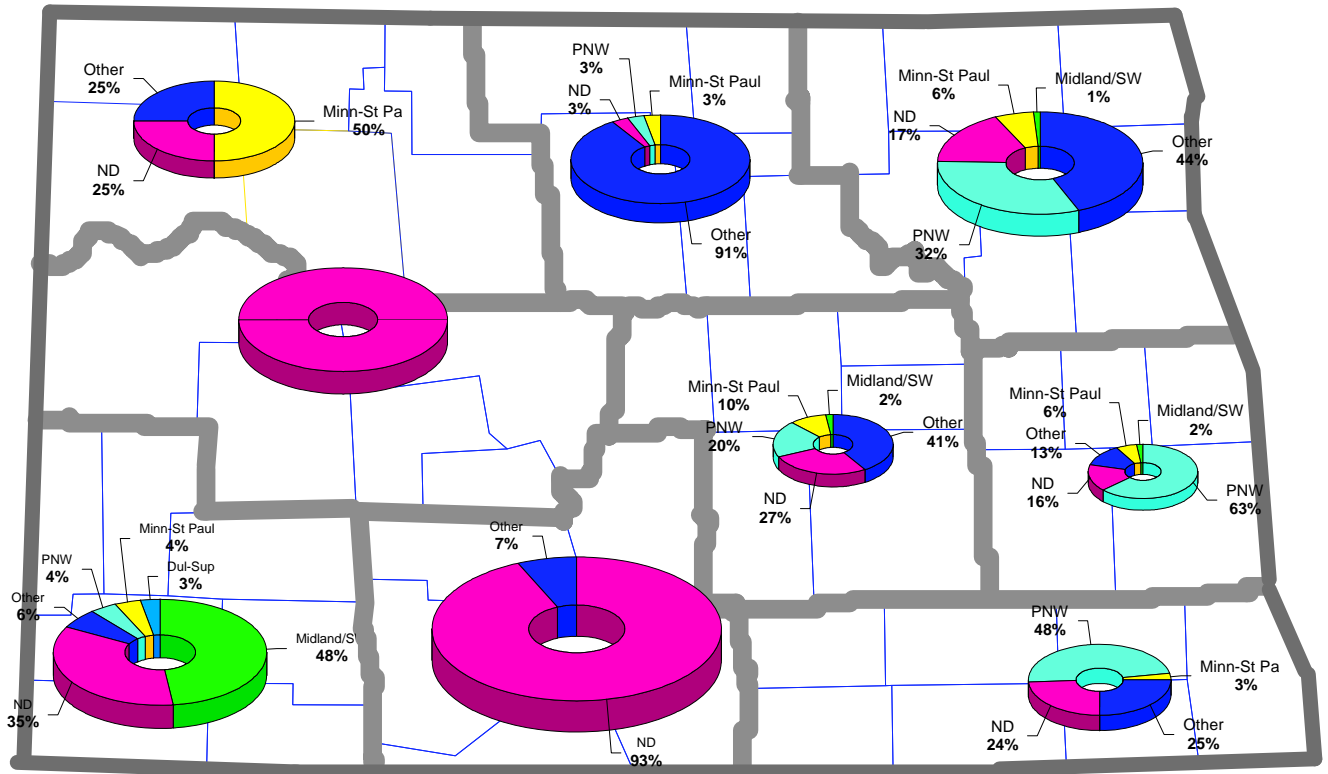 Other
25%
Minn-St Pa
50%
ND
25%
PNW
3%
Minn-St Paul
3%
ND
3%
Other
91%
Minn-St Paul
6%
Midland/SW
1%
ND
17%
Other
44%
PNW
32%
Minn-St Paul
10%
Midland/SW
2%
PNW
20%
Other
41%
ND
27%
Minn-St Paul
6%
Midland/SW
2%
Other
13%
ND
16%
PNW
63%
Minn-St Paul
4%
PNW
4%
Dul-Sup
3%
Other
6%
Midland/S
48%
ND
35%
Other
7%
ND
93%
PNW
48%
Minn-St Pa
3%
ND
24%
Other
25%